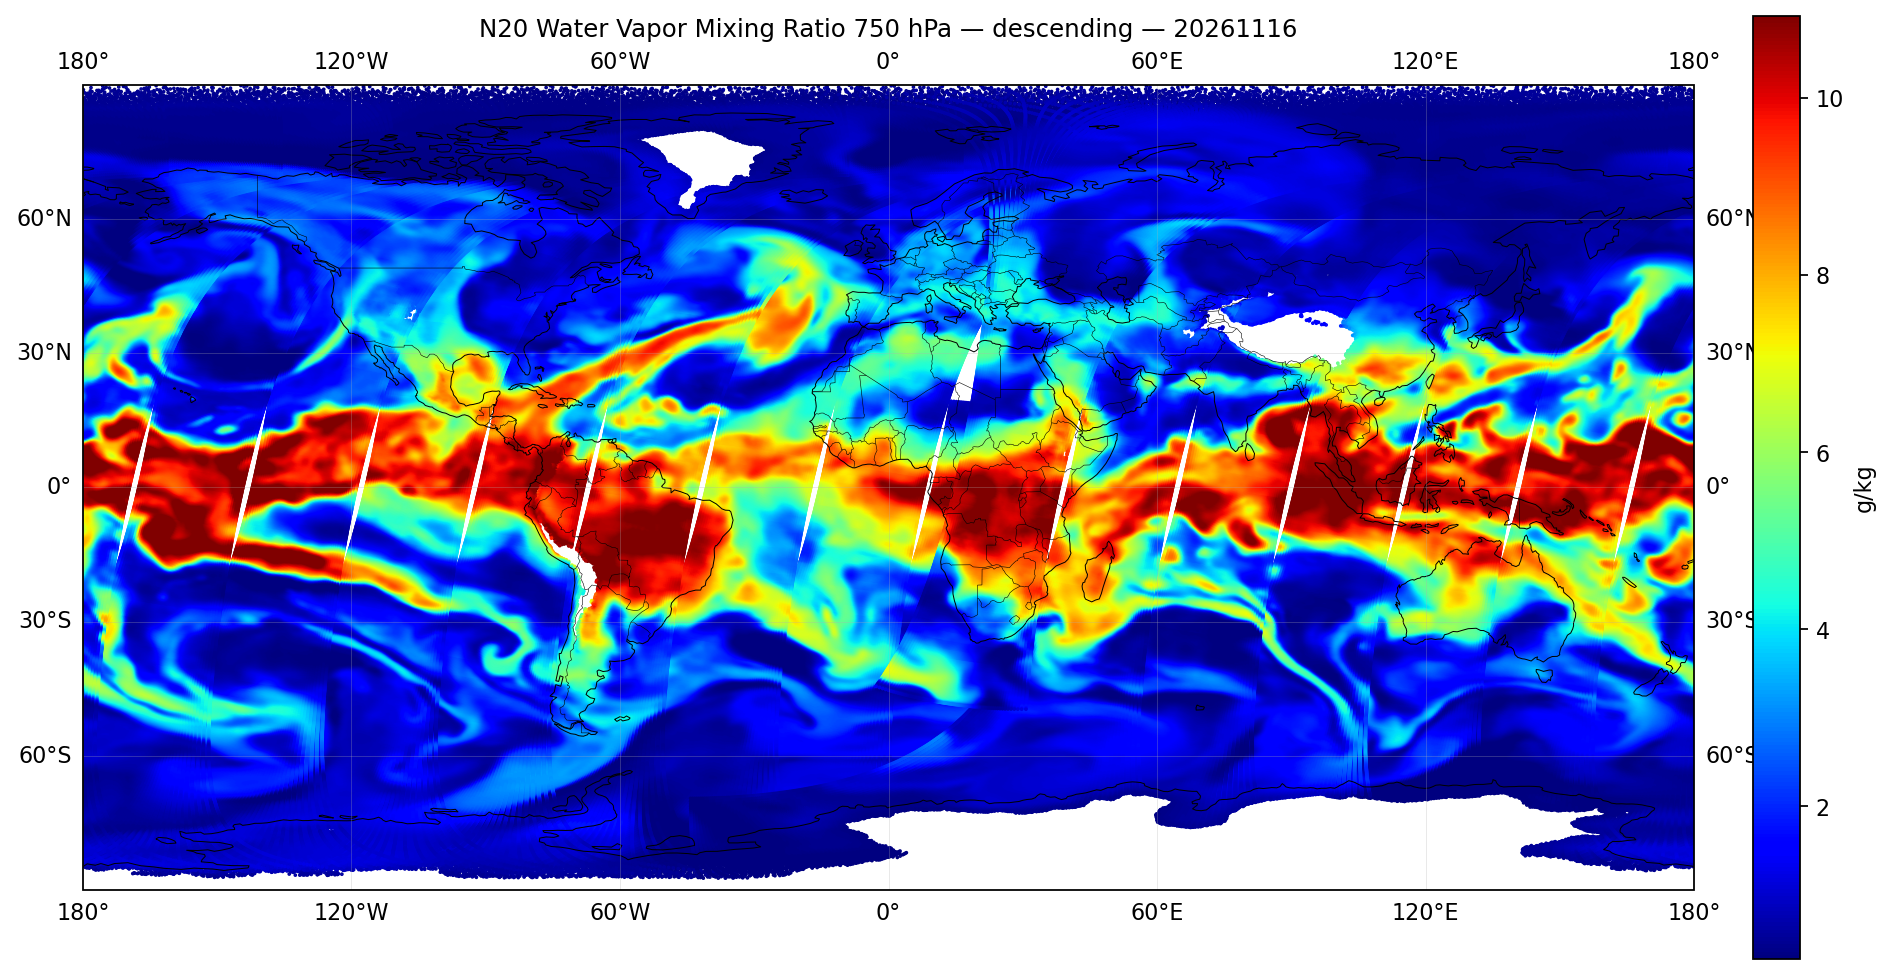 N20 Water Vapor Mixing Ratio 750 hPa — descending — 20261116
180° 120°W 60°W 0° 60°E 120°E 180°
60°N 60°N
30°N 30°N
0° 0°
30°S 30°S
60°S 60°S
180° 120°W 60°W 0° 60°E 120°E 180°
10
8
6
4
2
g/kg